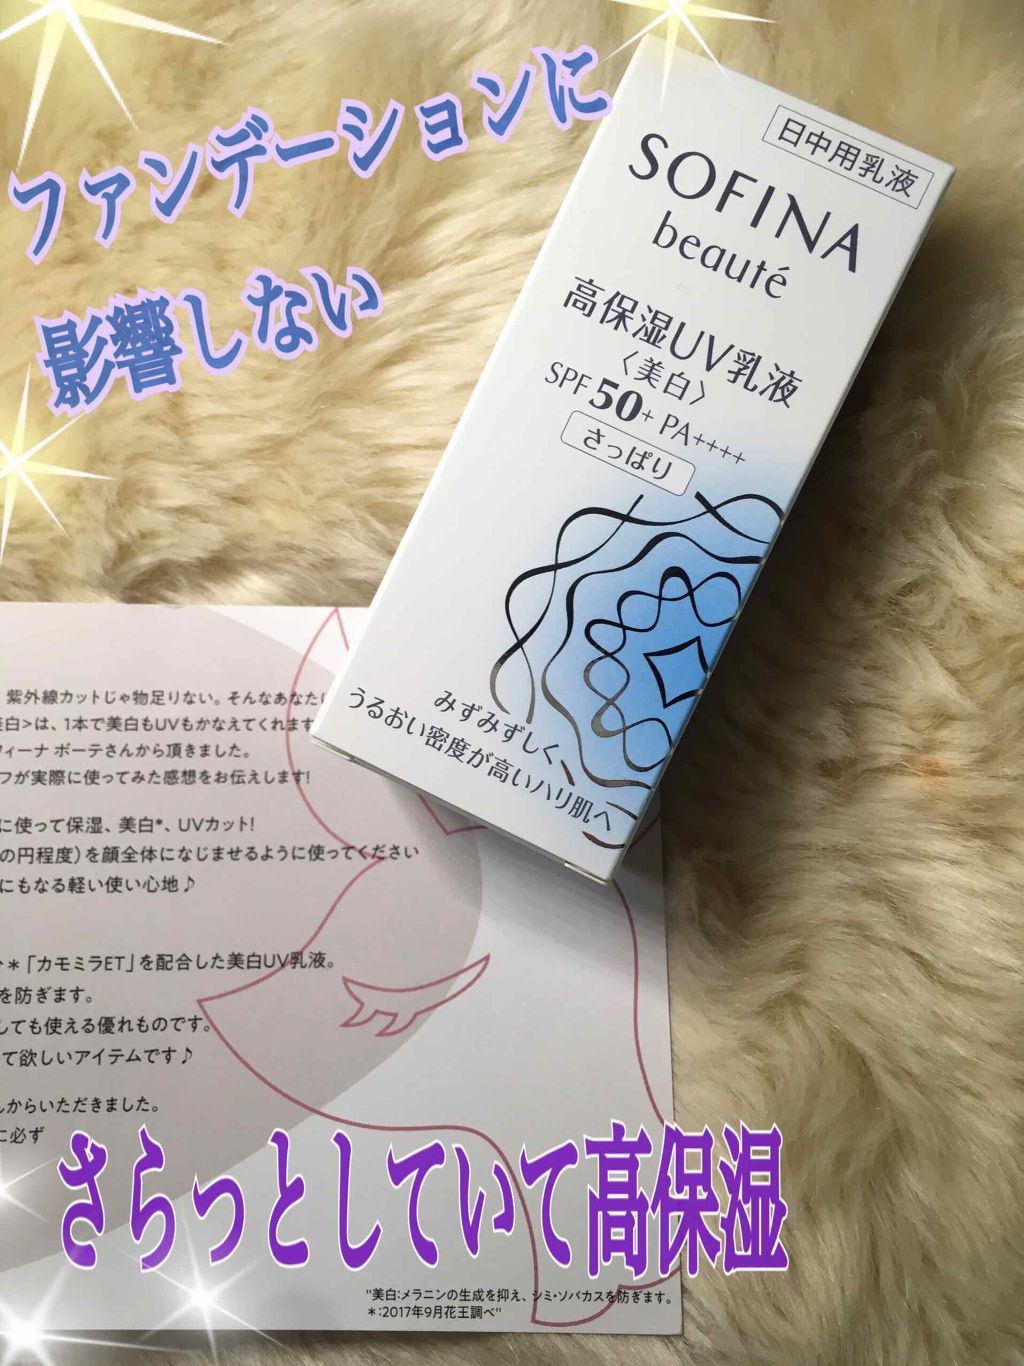 ファンデーションに
影響しない
日中用乳液
SOFINA
beauté
高保湿UV乳液
〈美白〉
SPF50+ PA++++
さっぱり
みずみずしく、
うるおい密度が高いハリ肌へ
紫外線カットじゃ物足りない。そんなあなたに
美白>は、1本で美白もUVもかなえてくれます
ィーナ ボーテさんから頂きました。
フが実際に使ってみた感想をお伝えします!
に使って保湿、美白*、UVカット!
の円程度)を顔全体になじませるように使ってください
にもなる軽い使い心地♪
*「カモミラET」を配合した美白UV乳液。
を防ぎます。
しても使える優れものです。
て欲しいアイテムです♪
からいただきました。
に必ず
さらっとしていて高保湿
"美白:メラニンの生成を抑え、シミ・ソバカスを防ぎます。
*:2017年9月花王調べ"